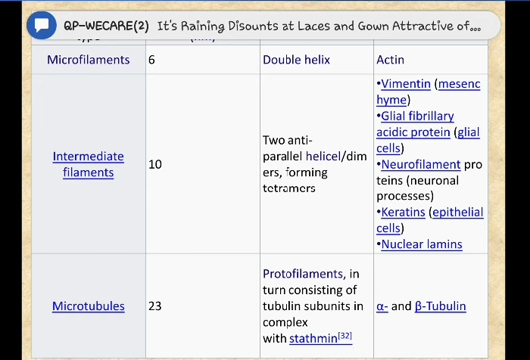 QP-WECARE(2) It's Raining Disounts at Laces and Gown Attractive of...
Microfilaments 6 Double helix Actin
Intermediate
filaments
10
Two anti-
parallel helicel/dim
ers, forming
tetramers
•Vimentin (mesenc
hyme)
•Glial fibrillary
acidic protein (glial
cells)
•Neurofilament pro
teins (neuronal
processes)
•Keratins (epithelial
cells)
•Nuclear lamins
Microtubules
23
Protofilaments, in
turn consisting of
tubulin subunits in
complex
with stathmin[32]
α- and β-Tubulin